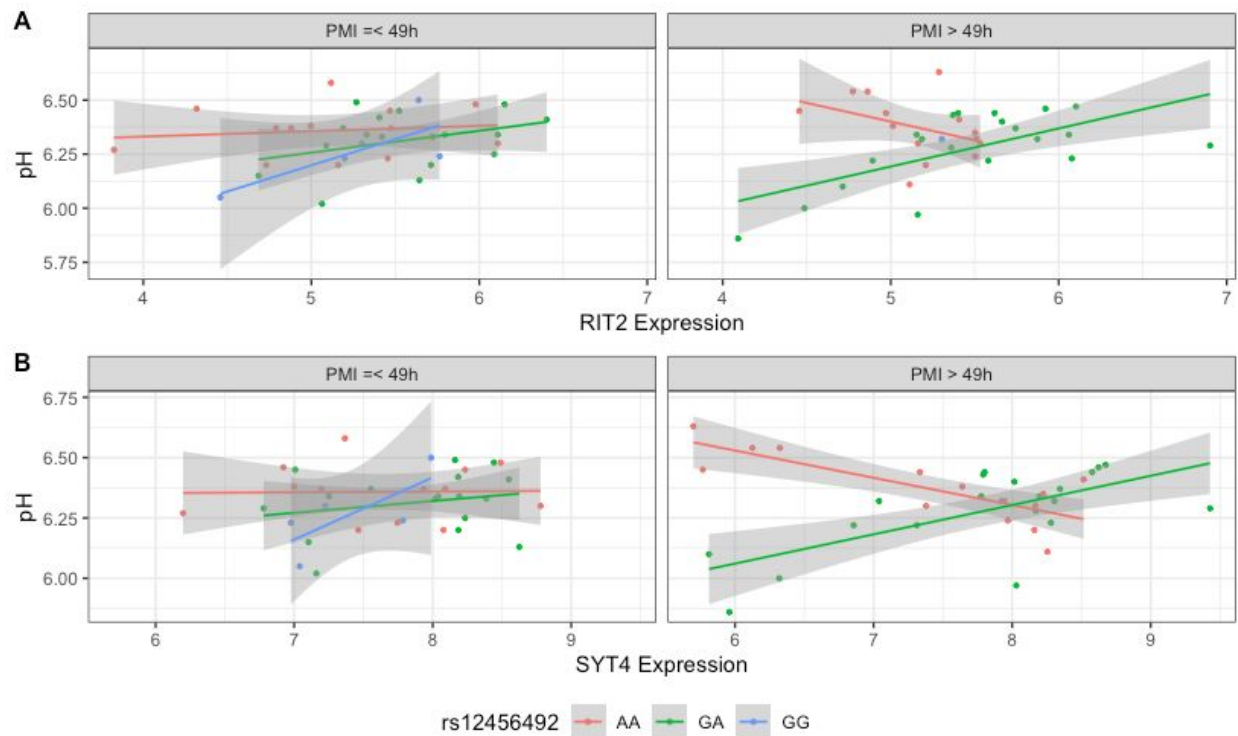 A
PMI =< 49h
PMI > 49h
pH
6.50
6.25
6.00
5.75
4 5 6 7
4 5 6 7
RIT2 Expression
B
PMI =< 49h
PMI > 49h
pH
6.75
6.50
6.25
6.00
6 7 8 9
6 7 8 9
SYT4 Expression
rs12456492 AA GA GG